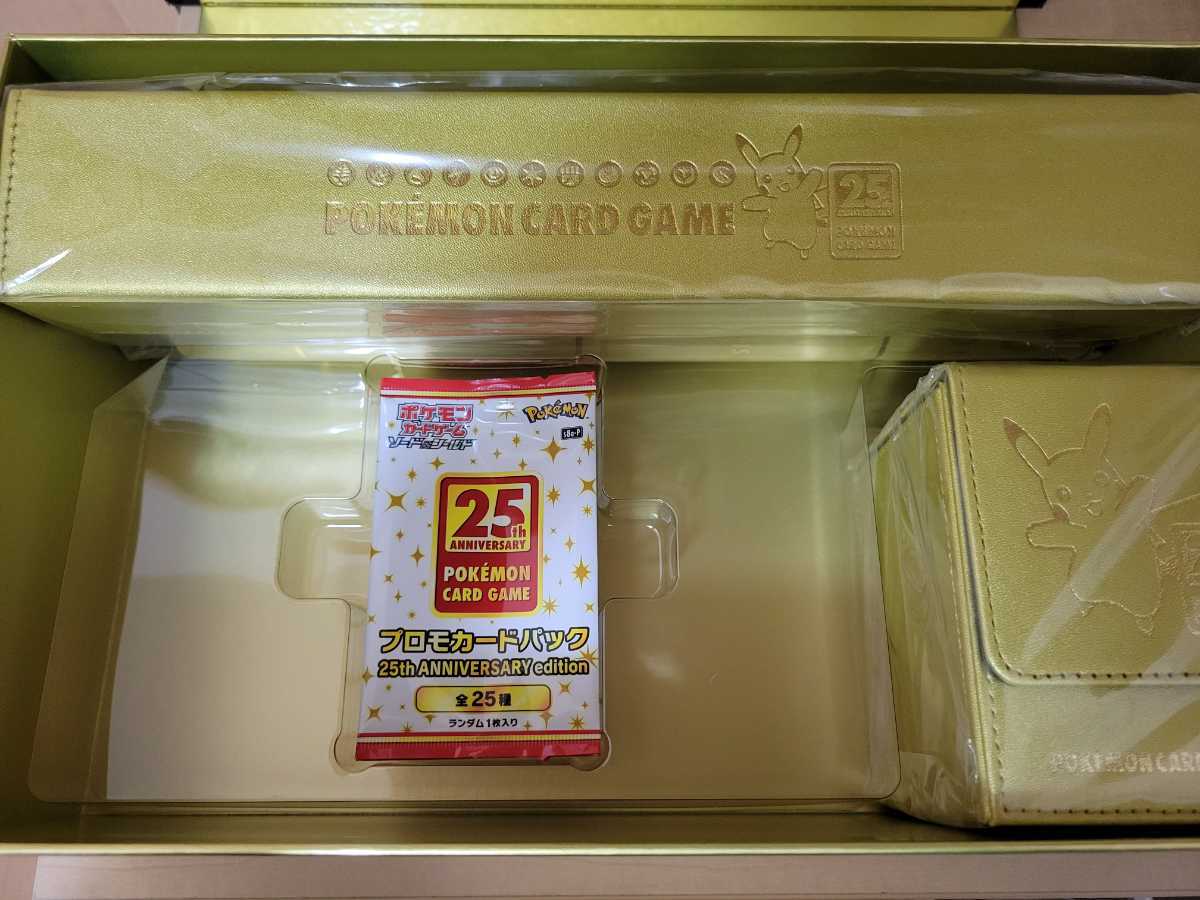 POKÉMON CARD GAME
25th
ANNIVERSARY
POKÉMON
CARD GAME
ポケモン
カードゲーム
ソード&シールド
POKÉMON
s8a-P
25th
ANNIVERSARY
POKÉMON
CARD GAME
プロモカードパック
25th ANNIVERSARY edition
全25種
ランダム1枚入り
POKÉMON CARD